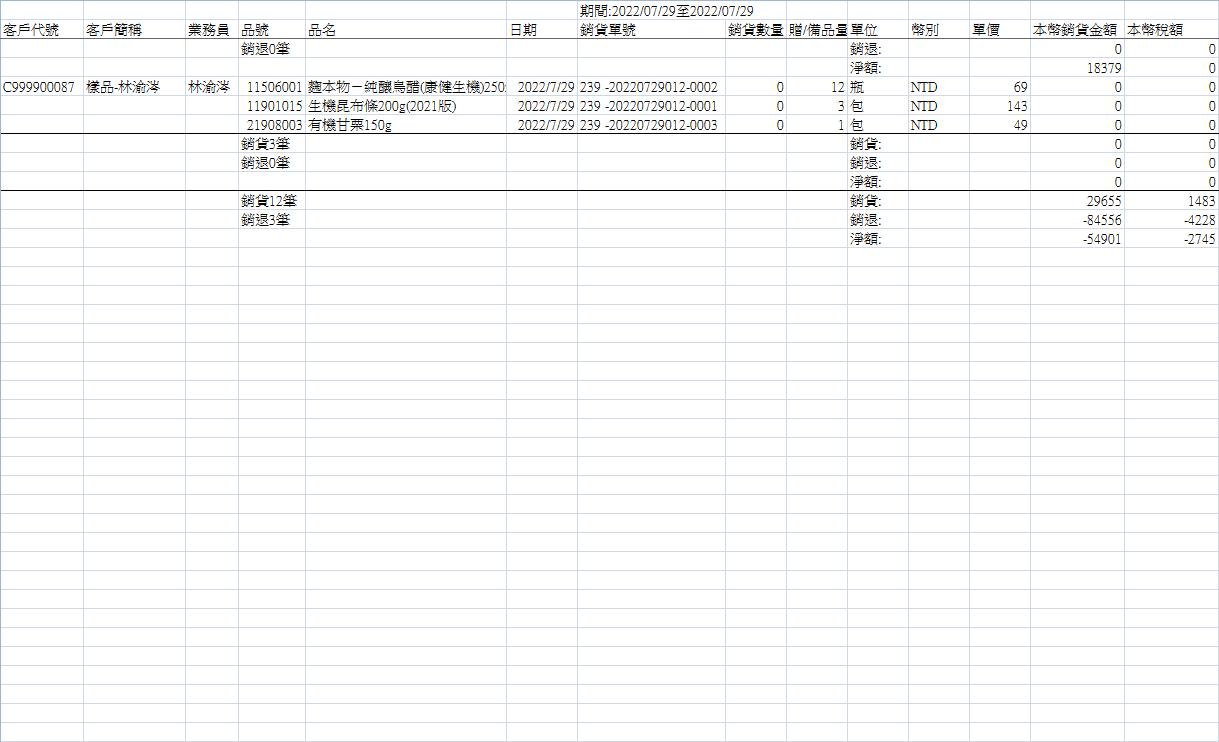 期間:2022/07/29至2022/07/29
客戶代號 客戶簡稱 業務員 品號 品名 日期 銷貨單號 銷貨數量 贈/備品量 單位 幣別 單價 本幣銷貨金額 本幣稅額
銷退0筆 銷退: 0 0
淨額: 18379 0
C999900087 樣品-林渝涔 林渝涔 11506001 麴本物－純釀烏醋(康健生機)250 2022/7/29 239 -20220729012-0002 0 12 瓶 NTD 69 0 0
11901015 生機昆布條200g(2021版) 2022/7/29 239 -20220729012-0001 0 3 包 NTD 143 0 0
21908003 有機甘栗150g 2022/7/29 239 -20220729012-0003 0 1 包 NTD 49 0 0
銷貨3筆 銷貨: 0 0
銷退0筆 銷退: 0 0
淨額: 0 0
銷貨12筆 銷貨: 29655 1483
銷退3筆 銷退: -84556 -4228
淨額: -54901 -2745